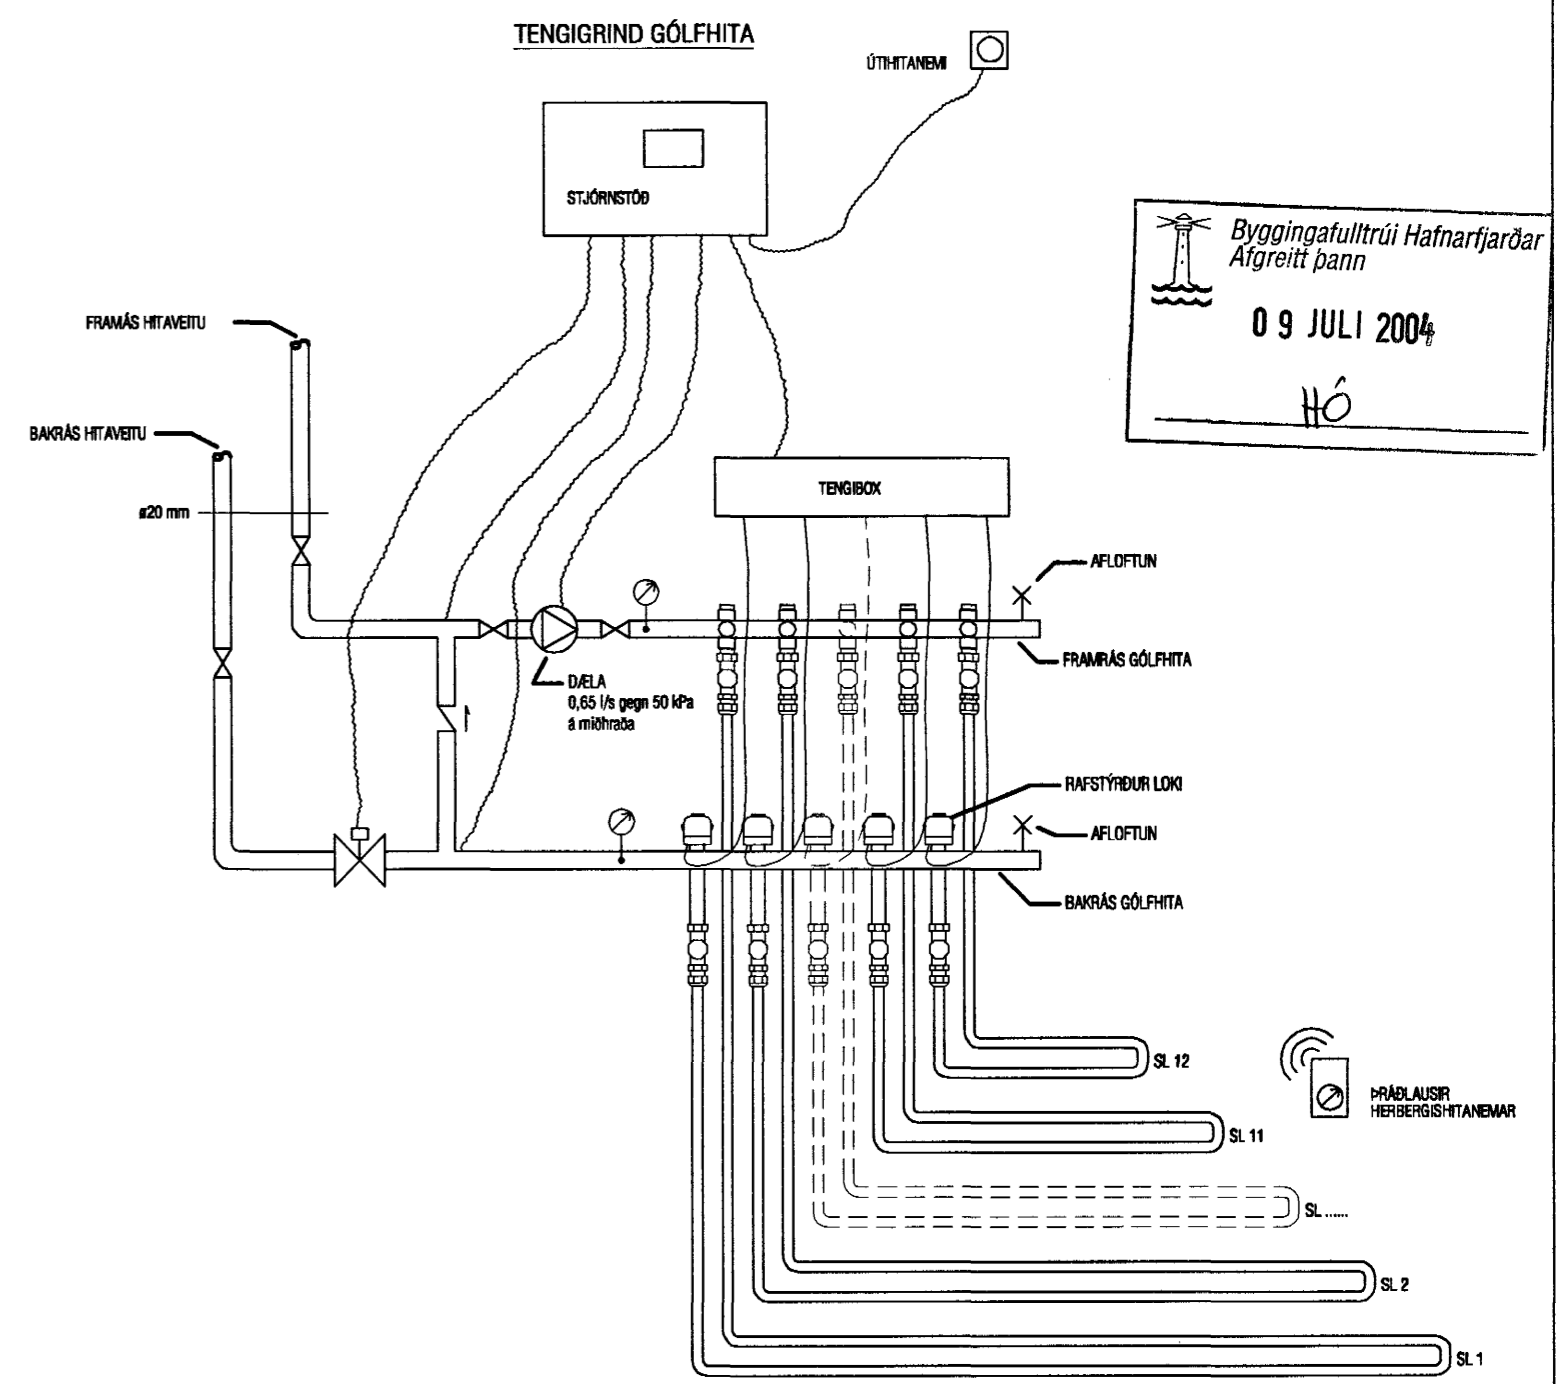 TENGIGRIND GÓLFHITA
ÚTIHITANEMI
STJÓRNSTÖÐ
Byggingafulltrúi Hafnarfjarðar
Afgreitt þann
09 JULI 2004
HÓ
FRAMÁS HITAVEITU
BAKRÁS HITAVEITU
ø20 mm
TENGIBOX
AFLOFTUN
FRAMRÁS GÓLFHITA
DÆLA
0,65 l/s gegn 50 kPa
á miðhraða
RAFSTÝRÐUR LOKI
AFLOFTUN
BAKRÁS GÓLFHITA
SL 12
ÞRÁÐLAUSIR
HERBERGISHITANEMAR
SL 11
SL ......
SL 2
SL 1